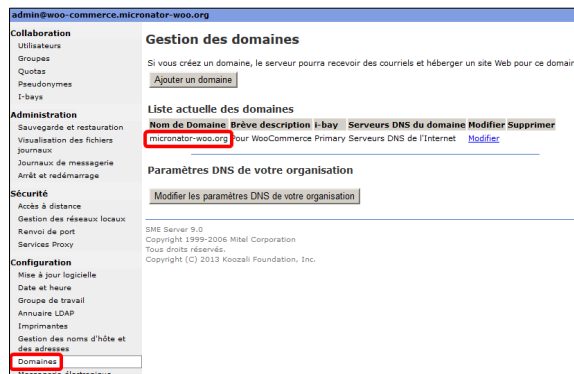 admin@woo-commerce.micronator-woo.org
Collaboration
Utilisateurs
Groupes
Quotas
Pseudonymes
I-bays
Administration
Sauvegarde et restauration
Visualisation des fichiers
journaux
Journaux de messagerie
Arrêt et redémarrage
Sécurité
Accès à distance
Gestion des réseaux locaux
Renvoi de port
Services Proxy
Configuration
Mise à jour logicielle
Date et heure
Groupe de travail
Annuaire LDAP
Imprimantes
Gestion des noms d'hôte et
des adresses
Domaines
Messagerie électronique
Gestion des domaines
Si vous créez un domaine, le serveur pourra recevoir des courriels et héberger un site Web pour ce domain
Ajouter un domaine
Liste actuelle des domaines
Nom de Domaine Brève description i-bay Serveurs DNS du domaine Modifier Supprimer
micronator-woo.org Pour WooCommerce Primary Serveurs DNS de l'Internet Modifier
Paramètres DNS de votre organisation
Modifier les paramètres DNS de votre organisation
SME Server 9.0
Copyright 1999-2006 Mitel Corporation
Tous droits réservés.
Copyright (C) 2013 Koozali Foundation, Inc.